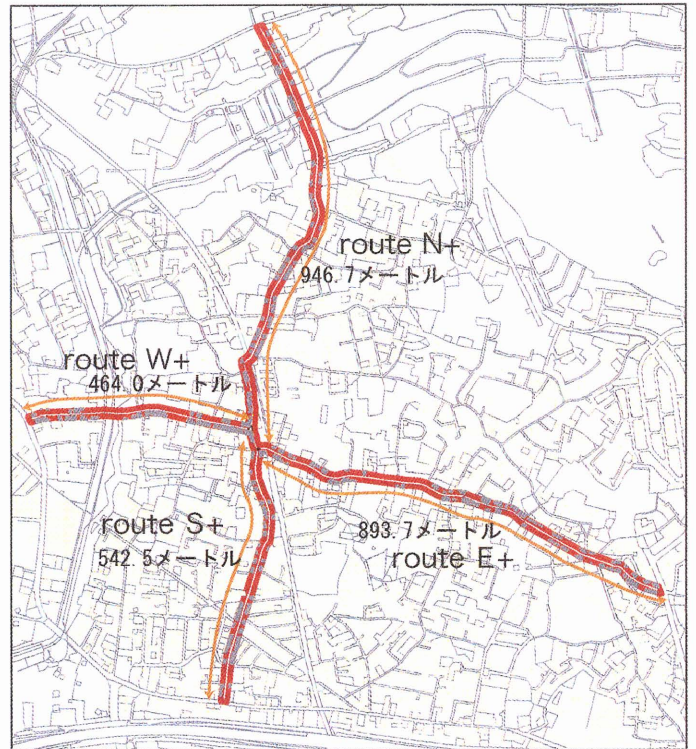 route N+
946.7メートル
route W+
464.0メートル
route S+
542.5メートル
893.7メートル
route E+